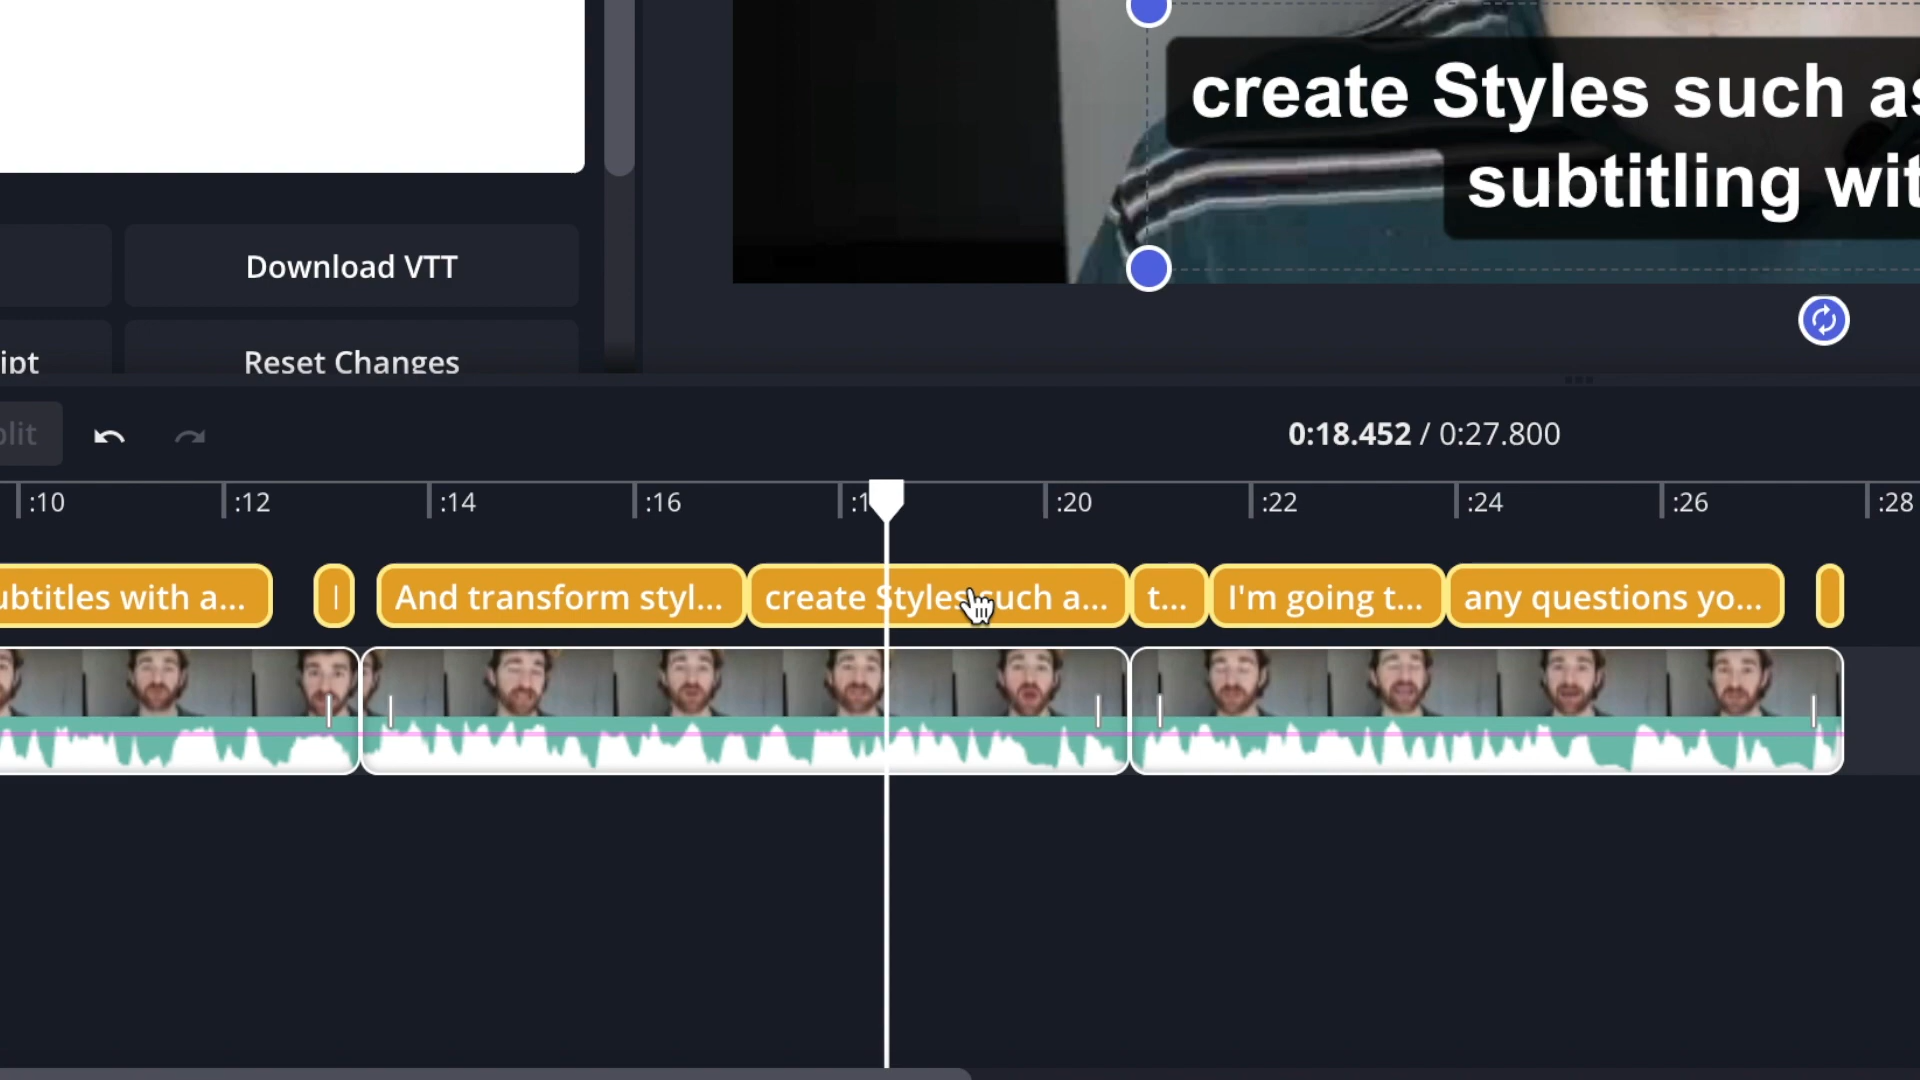 create Styles such as
subtitling wit
Download VTT
ipt
Reset Changes
lit
0:18.452 / 0:27.800
:10
:12
:14
:16
:1
:20
:22
:24
:26
:28
ubtitles with a...
I
And transform styl...
create Styles such a...
t...
I'm going t...
any questions yo...